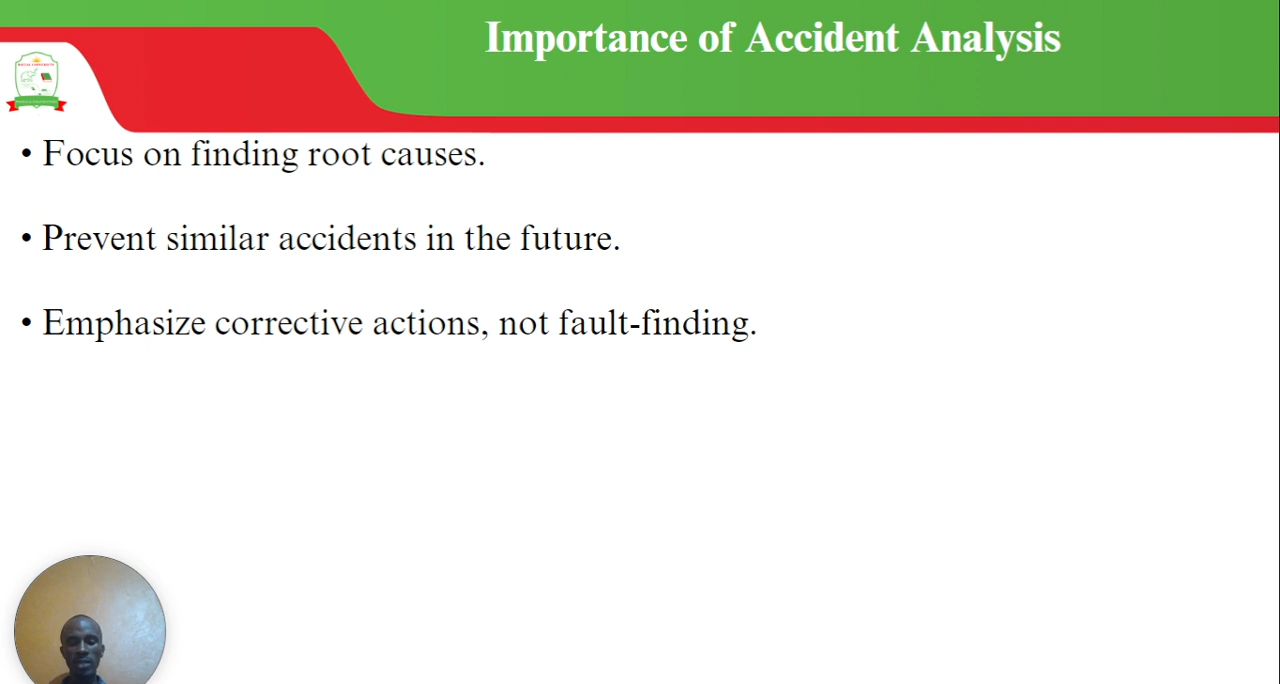 Importance of Accident Analysis
• Focus on finding root causes.
• Prevent similar accidents in the future.
• Emphasize corrective actions, not fault-finding.